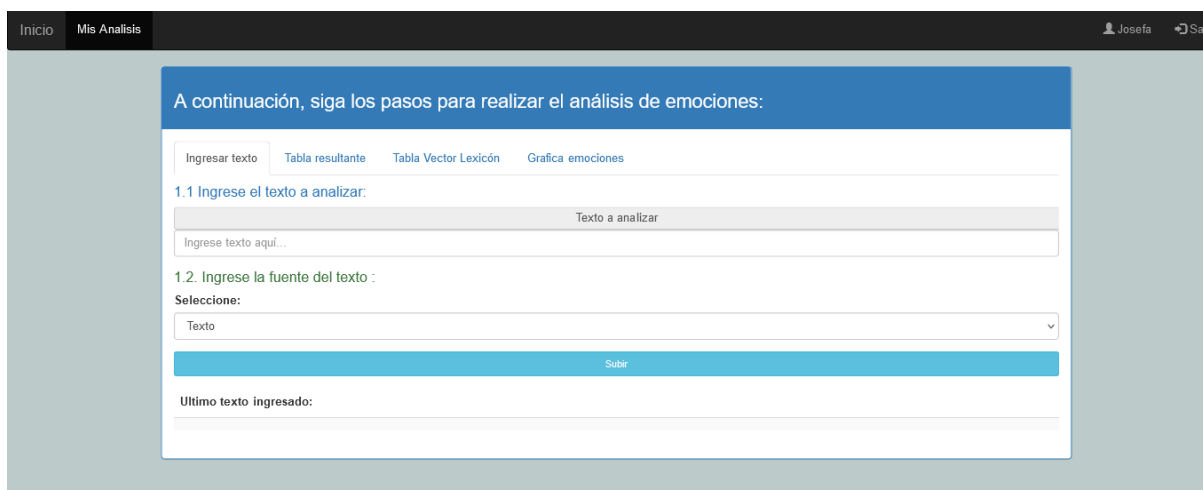 Inicio Mis Analisis Josefa Sa
A continuación, siga los pasos para realizar el análisis de emociones:
Ingresar texto Tabla resultante Tabla Vector Lexicón Grafica emociones
1.1 Ingrese el texto a analizar:
Texto a analizar
Ingrese texto aquí...
1.2. Ingrese la fuente del texto :
Seleccione:
Texto
Subir
Ultimo texto ingresado: